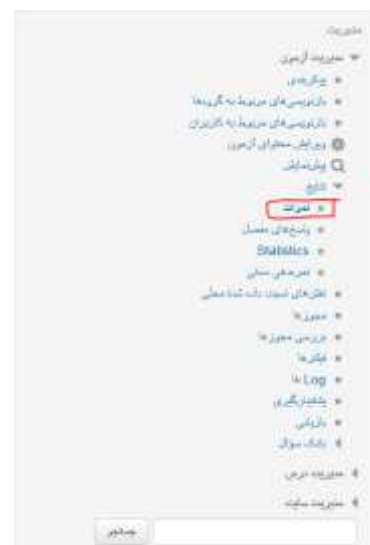 مدیریت
مدیریت آزمون
پیکربندی
بازنویسی‌های مربوط به گروه‌ها
بازنویسی‌های مربوط به کاربران
ویرایش محتوای آزمون
پیش‌نمایش
نتایج
نمرات
پاسخ‌های مفصل
Statistics
نمره‌دهی دستی
نقش‌های نسبت داده شده محلی
مجوزها
بررسی مجوزها
فیلترها
Log ها
پشتیبان‌گیری
بازیابی
بانک سؤال
مدیریت درس
مدیریت سایت
جستجو